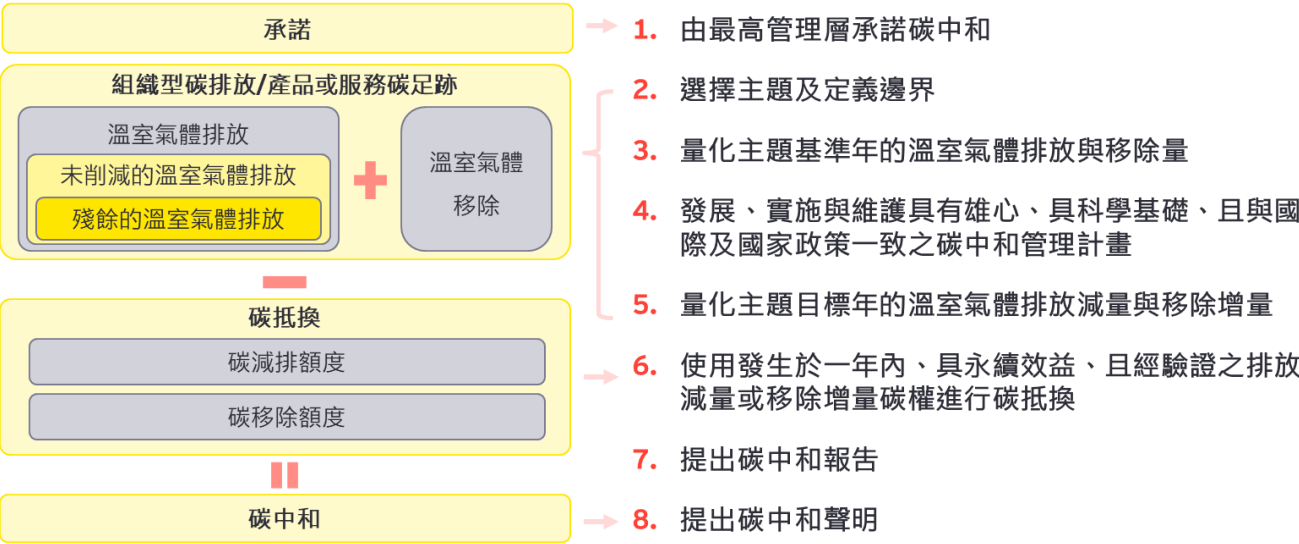 承諾
組織型碳排放/產品或服務碳足跡
溫室氣體排放
未削減的溫室氣體排放
殘餘的溫室氣體排放
溫室氣體
移除
碳抵換
碳減排額度
碳移除額度
碳中和
1. 由最高管理層承諾碳中和
2. 選擇主題及定義邊界
3. 量化主題基準年的溫室氣體排放與移除量
4. 發展、實施與維護具有雄心、具科學基礎、且與國
際及國家政策一致之碳中和管理計畫
5. 量化主題目標年的溫室氣體排放減量與移除增量
6. 使用發生於一年內、具永續效益、且經驗證之排放
減量或移除增量碳權進行碳抵換
7. 提出碳中和報告
8. 提出碳中和聲明